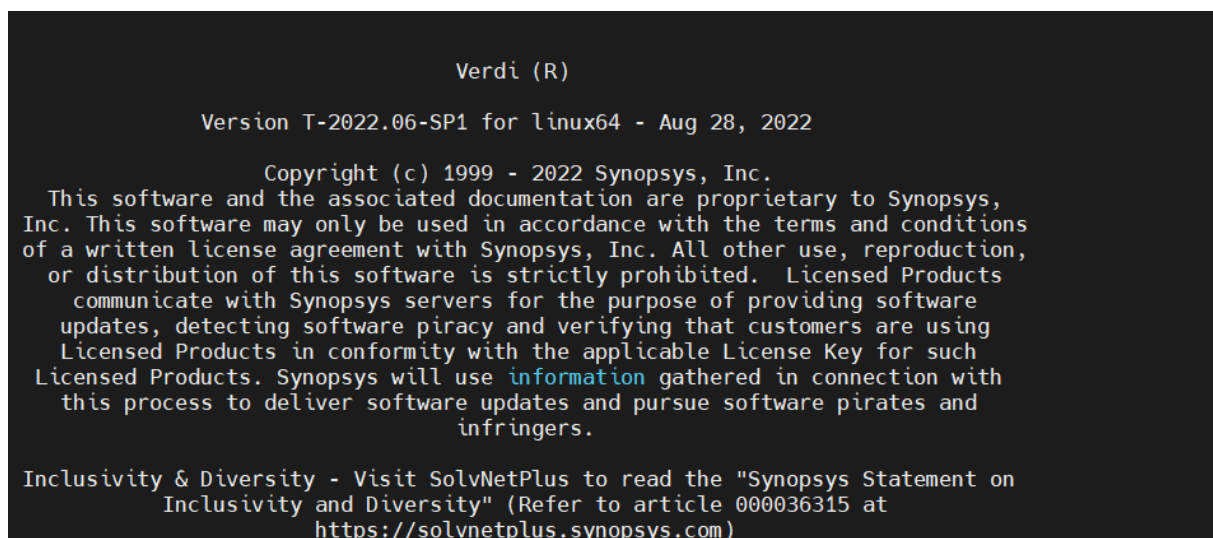 Verdi (R)
Version T-2022.06-SP1 for linux64 - Aug 28, 2022
Copyright (c) 1999 - 2022 Synopsys, Inc.
This software and the associated documentation are proprietary to Synopsys,
Inc. This software may only be used in accordance with the terms and conditions
of a written license agreement with Synopsys, Inc. All other use, reproduction,
or distribution of this software is strictly prohibited.  Licensed Products
communicate with Synopsys servers for the purpose of providing software
updates, detecting software piracy and verifying that customers are using
Licensed Products in conformity with the applicable License Key for such
Licensed Products. Synopsys will use information gathered in connection with
this process to deliver software updates and pursue software pirates and
infringers.
Inclusivity & Diversity - Visit SolvNetPlus to read the "Synopsys Statement on
Inclusivity and Diversity" (Refer to article 000036315 at
https://solvnetplus.synopsys.com)